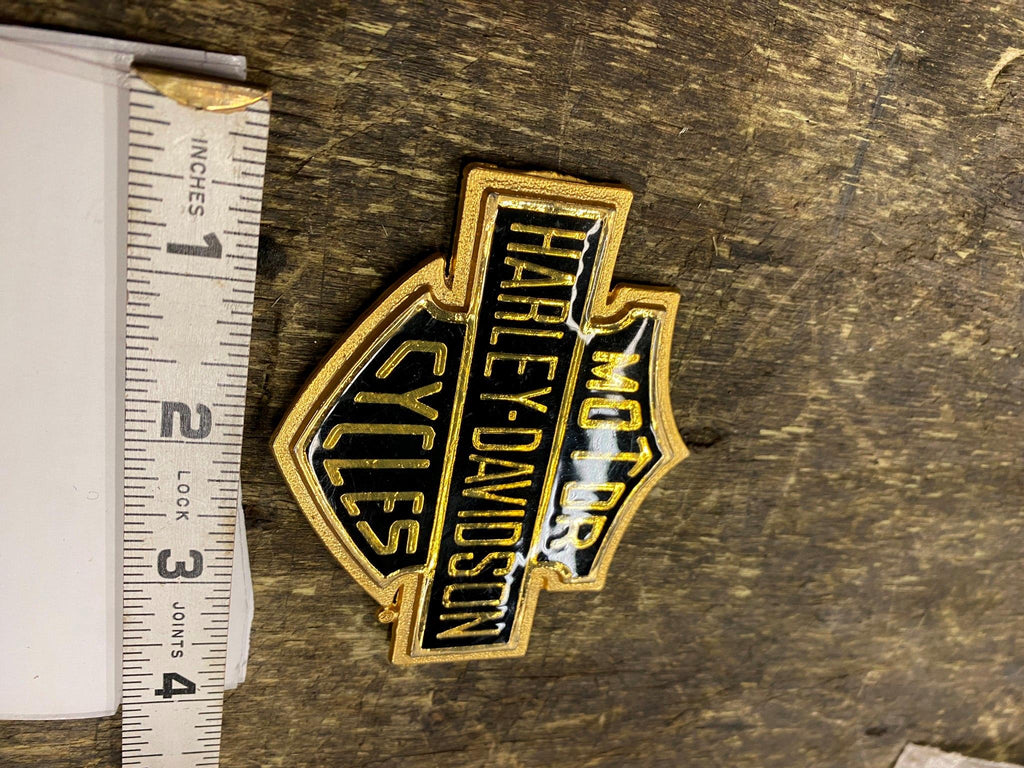 INCHES 1 2 LOCK 3 JOINTS 4
MOTOR
HARLEY-DAVIDSON
CYCLES